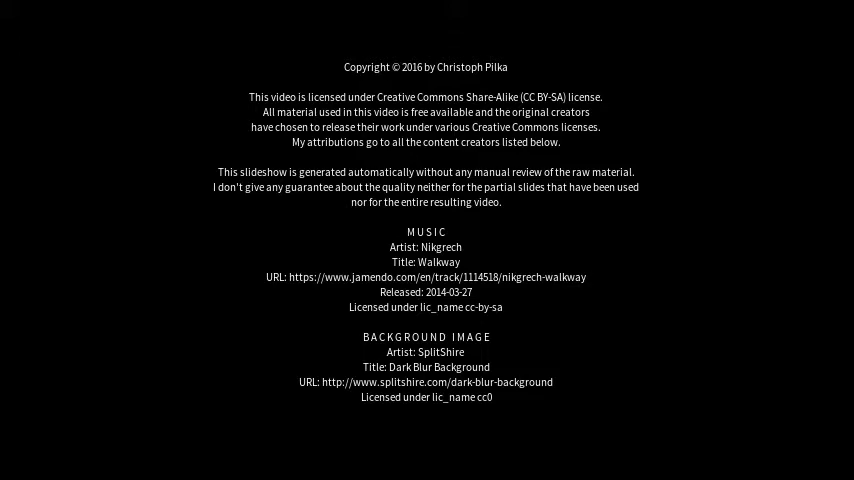 Copyright © 2016 by Christoph Pilka
This video is licensed under Creative Commons Share-Alike (CC BY-SA) license.
All material used in this video is free available and the original creators
have chosen to release their work under various Creative Commons licenses.
My attributions go to all the content creators listed below.
This slideshow is generated automatically without any manual review of the raw material.
I don't give any guarantee about the quality neither for the partial slides that have been used
nor for the entire resulting video.
MUSIC
Artist: Nikgrech
Title: Walkway
URL: https://www.jamendo.com/en/track/1114518/nikgrech-walkway
Released: 2014-03-27
Licensed under lic_name cc-by-sa
BACKGROUND IMAGE
Artist: SplitShire
Title: Dark Blur Background
URL: http://www.splitshire.com/dark-blur-background
Licensed under lic_name cc0